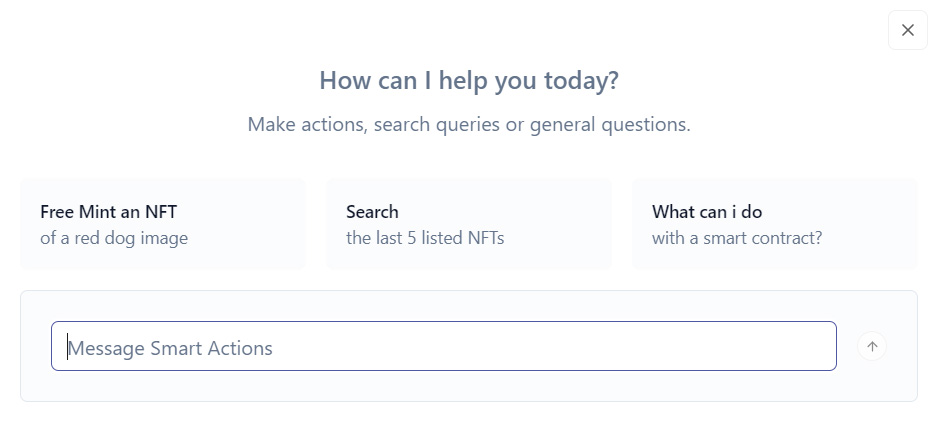 How can I help you today?
Make actions, search queries or general questions.
Free Mint an NFT
of a red dog image
Search
the last 5 listed NFTs
What can i do
with a smart contract?
Message Smart Actions